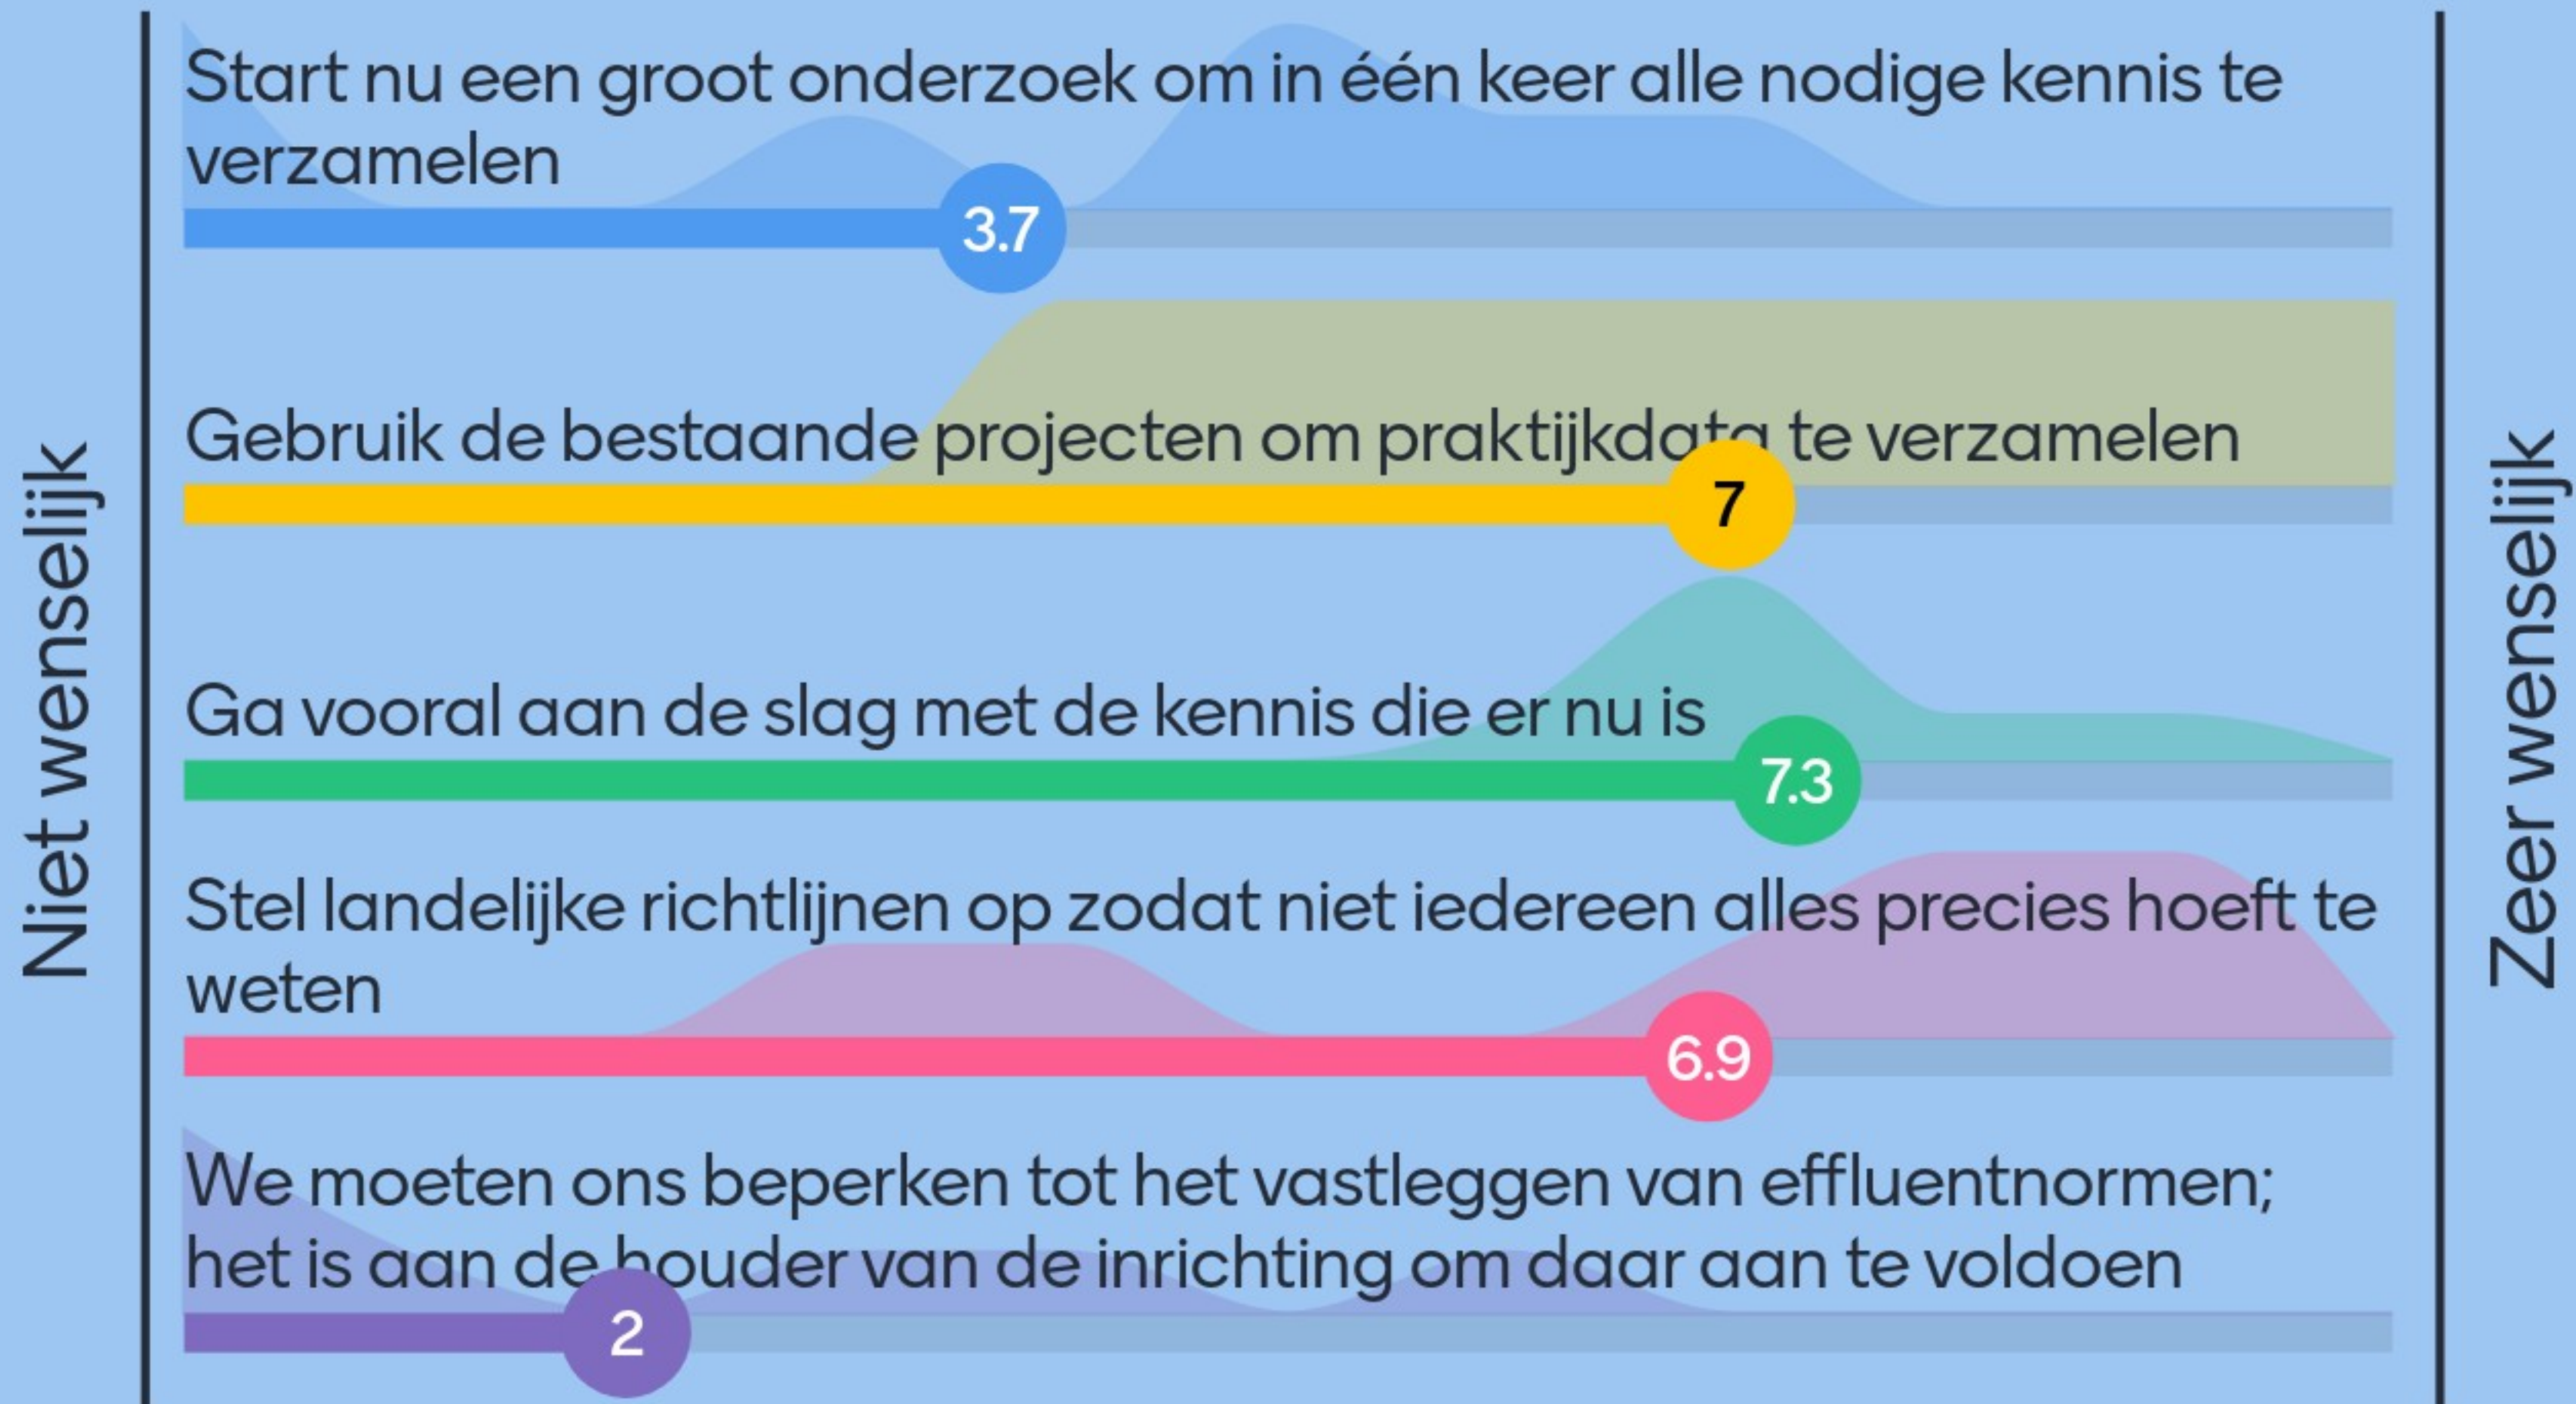 Niet wenselijk
Start nu een groot onderzoek om in één keer alle nodige kennis te
verzamelen
3.7
Gebruik de bestaande projecten om praktijkdata te verzamelen
7
Ga vooral aan de slag met de kennis die er nu is
7.3
Stel landelijke richtlijnen op zodat niet iedereen alles precies hoeft te
weten
6.9
We moeten ons beperken tot het vastleggen van effluentnormen;
het is aan de houder van de inrichting om daar aan te voldoen
2
Zeer wenselijk